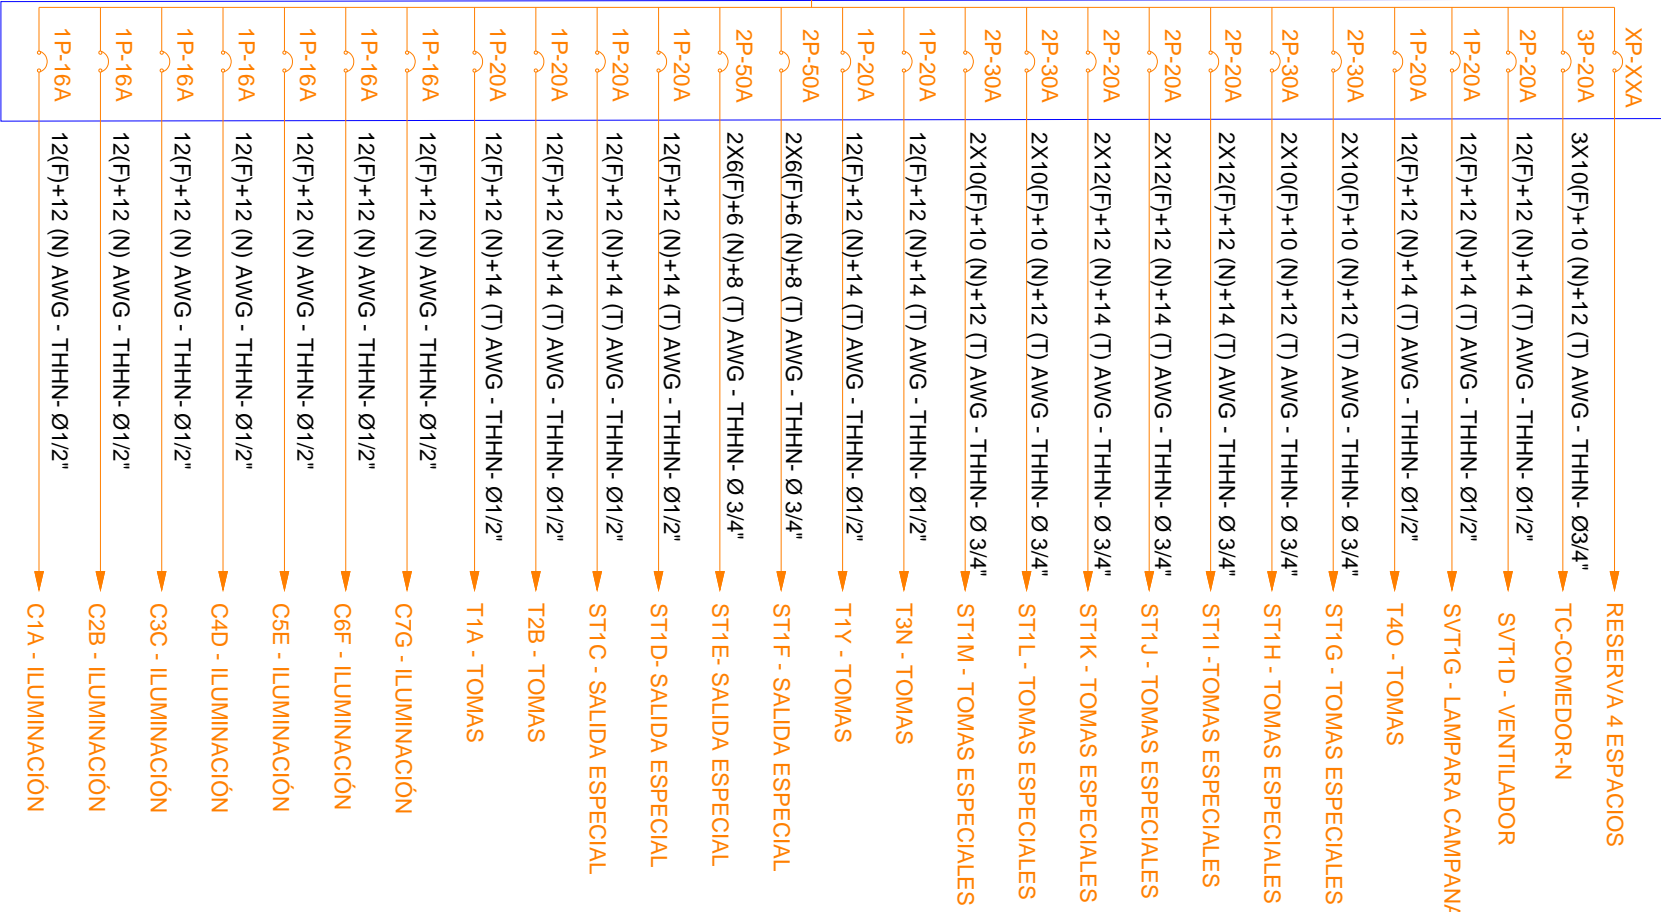 XP-XXA RESERVA 4 ESPACIOS
3P-20A 3X10(F)+10 (N)+12 (T) AWG - THHN- Ø3/4" TC-COMEDOR-N
2P-20A 12(F)+12 (N)+14 (T) AWG - THHN- Ø1/2" SVT1D - VENTILADOR
1P-20A 12(F)+12 (N)+14 (T) AWG - THHN- Ø1/2" SVT1G - LAMPARA CAMPANA
1P-20A 12(F)+12 (N)+14 (T) AWG - THHN- Ø1/2" T4O - TOMAS
2P-30A 2X10(F)+10 (N)+12 (T) AWG - THHN- Ø 3/4" ST1G - TOMAS ESPECIALES
2P-30A 2X10(F)+10 (N)+12 (T) AWG - THHN- Ø 3/4" ST1H - TOMAS ESPECIALES
2P-20A 2X12(F)+12 (N)+14 (T) AWG - THHN- Ø 3/4" ST1I -TOMAS ESPECIALES
2P-20A 2X12(F)+12 (N)+14 (T) AWG - THHN- Ø 3/4" ST1J - TOMAS ESPECIALES
2P-20A 2X12(F)+12 (N)+14 (T) AWG - THHN- Ø 3/4" ST1K - TOMAS ESPECIALES
2P-30A 2X10(F)+10 (N)+12 (T) AWG - THHN- Ø 3/4" ST1L - TOMAS ESPECIALES
2P-30A 2X10(F)+10 (N)+12 (T) AWG - THHN- Ø 3/4" ST1M - TOMAS ESPECIALES
1P-20A 12(F)+12 (N)+14 (T) AWG - THHN- Ø1/2" T3N - TOMAS
1P-20A 12(F)+12 (N)+14 (T) AWG - THHN- Ø1/2" T1Y - TOMAS
2P-50A 2X6(F)+6 (N)+8 (T) AWG - THHN- Ø 3/4" ST1F - SALIDA ESPECIAL
2P-50A 2X6(F)+6 (N)+8 (T) AWG - THHN- Ø 3/4" ST1E- SALIDA ESPECIAL
1P-20A 12(F)+12 (N)+14 (T) AWG - THHN- Ø1/2" ST1D- SALIDA ESPECIAL
1P-20A 12(F)+12 (N)+14 (T) AWG - THHN- Ø1/2" ST1C - SALIDA ESPECIAL
1P-20A 12(F)+12 (N)+14 (T) AWG - THHN- Ø1/2" T2B - TOMAS
1P-20A 12(F)+12 (N)+14 (T) AWG - THHN- Ø1/2" T1A - TOMAS
1P-16A 12(F)+12 (N) AWG - THHN- Ø1/2" C7G - ILUMINACIÓN
1P-16A 12(F)+12 (N) AWG - THHN- Ø1/2" C6F - ILUMINACIÓN
1P-16A 12(F)+12 (N) AWG - THHN- Ø1/2" C5E - ILUMINACIÓN
1P-16A 12(F)+12 (N) AWG - THHN- Ø1/2" C4D - ILUMINACIÓN
1P-16A 12(F)+12 (N) AWG - THHN- Ø1/2" C3C - ILUMINACIÓN
1P-16A 12(F)+12 (N) AWG - THHN- Ø1/2" C2B - ILUMINACIÓN
1P-16A 12(F)+12 (N) AWG - THHN- Ø1/2" C1A - ILUMINACIÓN